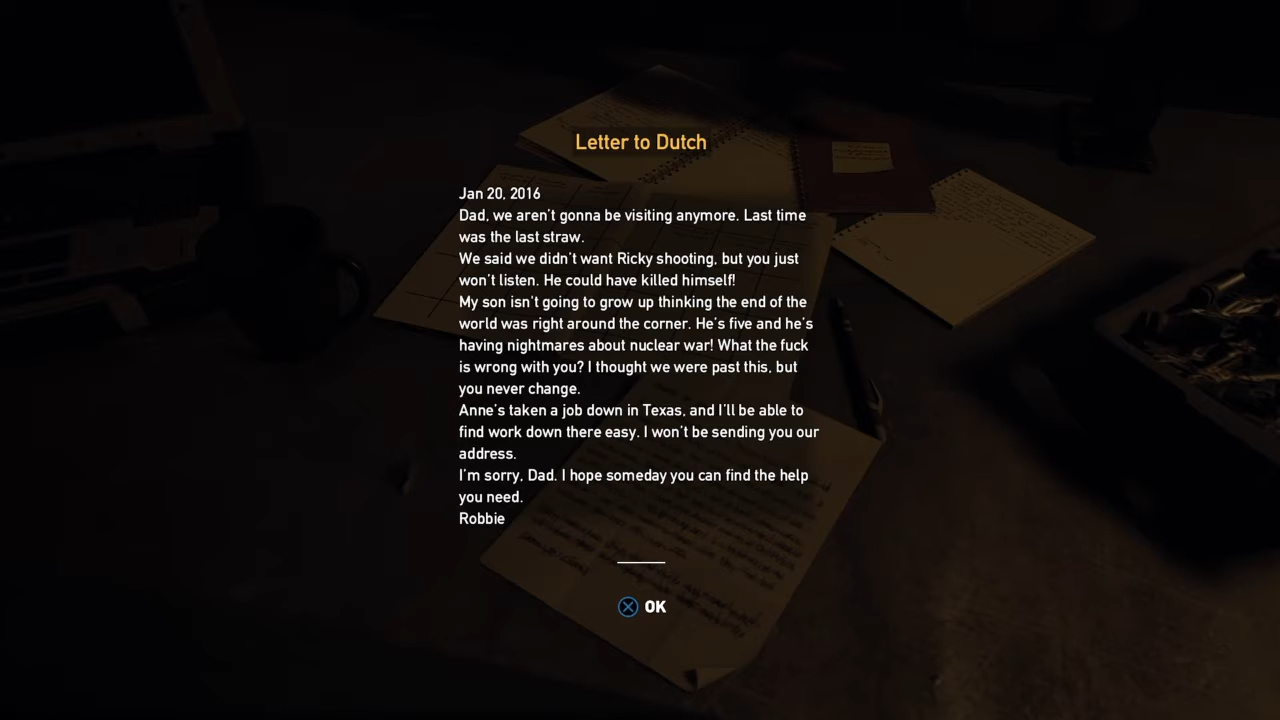 Letter to Dutch
Jan 20, 2016
Dad, we aren't gonna be visiting anymore. Last time
was the last straw.
We said we didn't want Ricky shooting, but you just
won't listen. He could have killed himself!
My son isn't going to grow up thinking the end of the
world was right around the corner. He's five and he's
having nightmares about nuclear war! What the fuck
is wrong with you? I thought we were past this, but
you never change.
Anne's taken a job down in Texas, and I'll be able to
find work down there easy. I won't be sending you our
address.
I'm sorry, Dad. I hope someday you can find the help
you need.
Robbie
OK